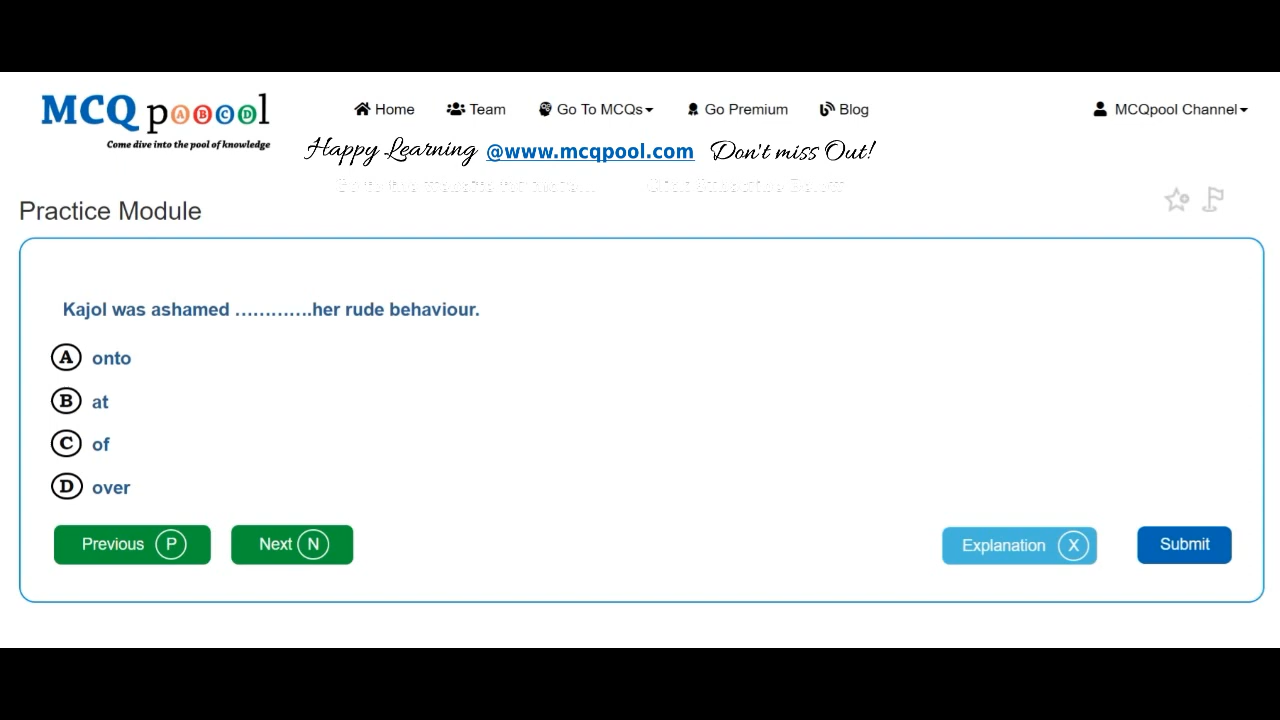 MCQ pooool
Come dive into the pool of knowledge
Home Team Go To MCQs Go Premium Blog MCQpool Channel
Happy Learning @www.mcqpool.com Don't miss Out!
Practice Module
Kajol was ashamed ………….her rude behaviour.
A onto
B at
C of
D over
Previous P Next N Explanation X Submit